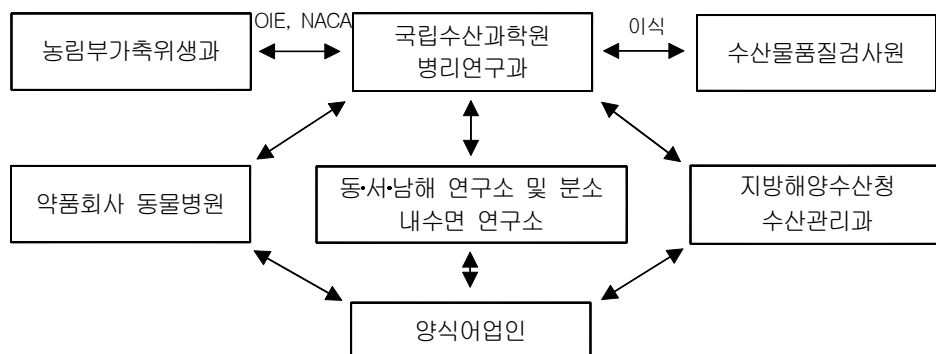 OIE, NACA
이식
농림부가축위생과
국립수산과학원
병리연구과
수산물품질검사원
약품회사 동물병원
동·서·남해 연구소 및 분소
내수면 연구소
지방해양수산청
수산관리과
양식어업인